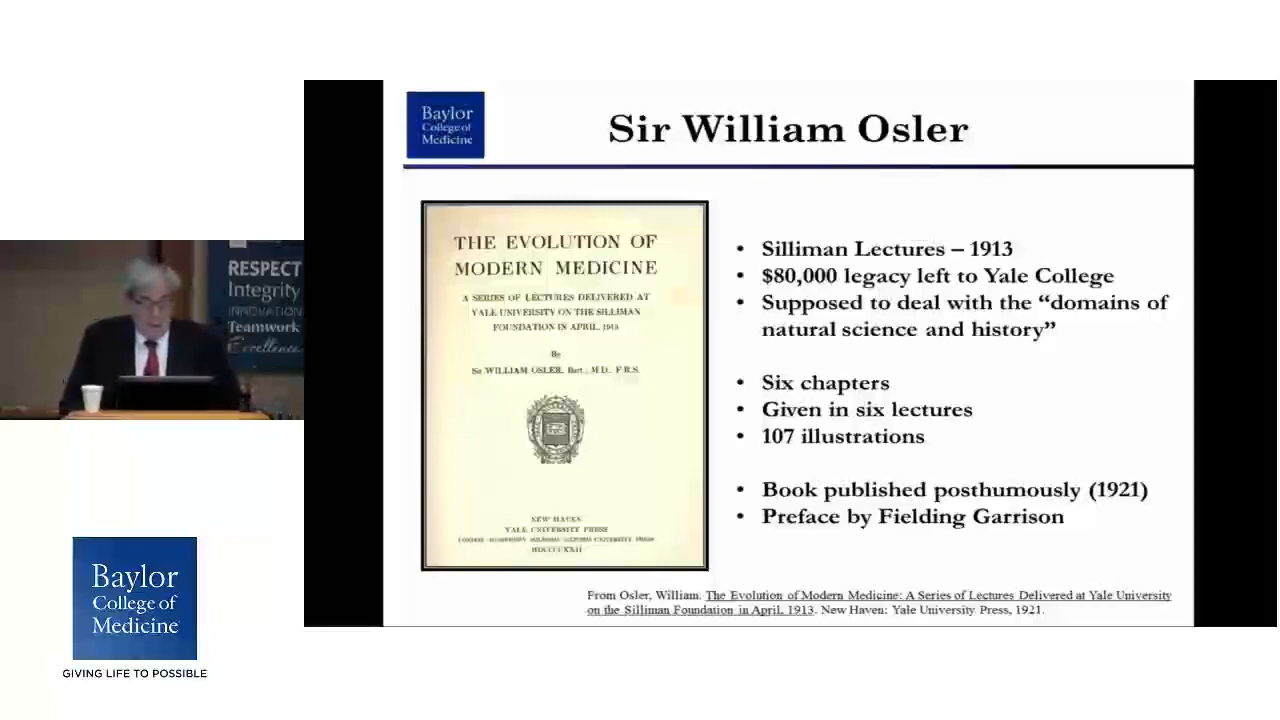 Baylor
College of
Medicine
Sir William Osler
THE EVOLUTION OF
MODERN MEDICINE
A SERIES OF LECTURES DELIVERED AT
YALE UNIVERSITY ON THE SILLIMAN
FOUNDATION IN APRIL, 1913
By
Sir WILLIAM OSLER, Bart., M.D., F.R.S.
NEW HAVEN
YALE UNIVERSITY PRESS
LONDON · HUMPHREY MILFORD · OXFORD UNIVERSITY PRESS
• Silliman Lectures – 1913
• $80,000 legacy left to Yale College
• Supposed to deal with the “domains of
natural science and history”
• Six chapters
• Given in six lectures
• 107 illustrations
• Book published posthumously (1921)
• Preface by Fielding Garrison
From Osler, William. The Evolution of Modern Medicine: A Series of Lectures Delivered at Yale University
on the Silliman Foundation in April, 1913. New Haven: Yale University Press, 1921.
RESPECT
Integrity
INNOVATION
Teamwork
Excellence
Baylor
College of
Medicine
GIVING LIFE TO POSSIBLE